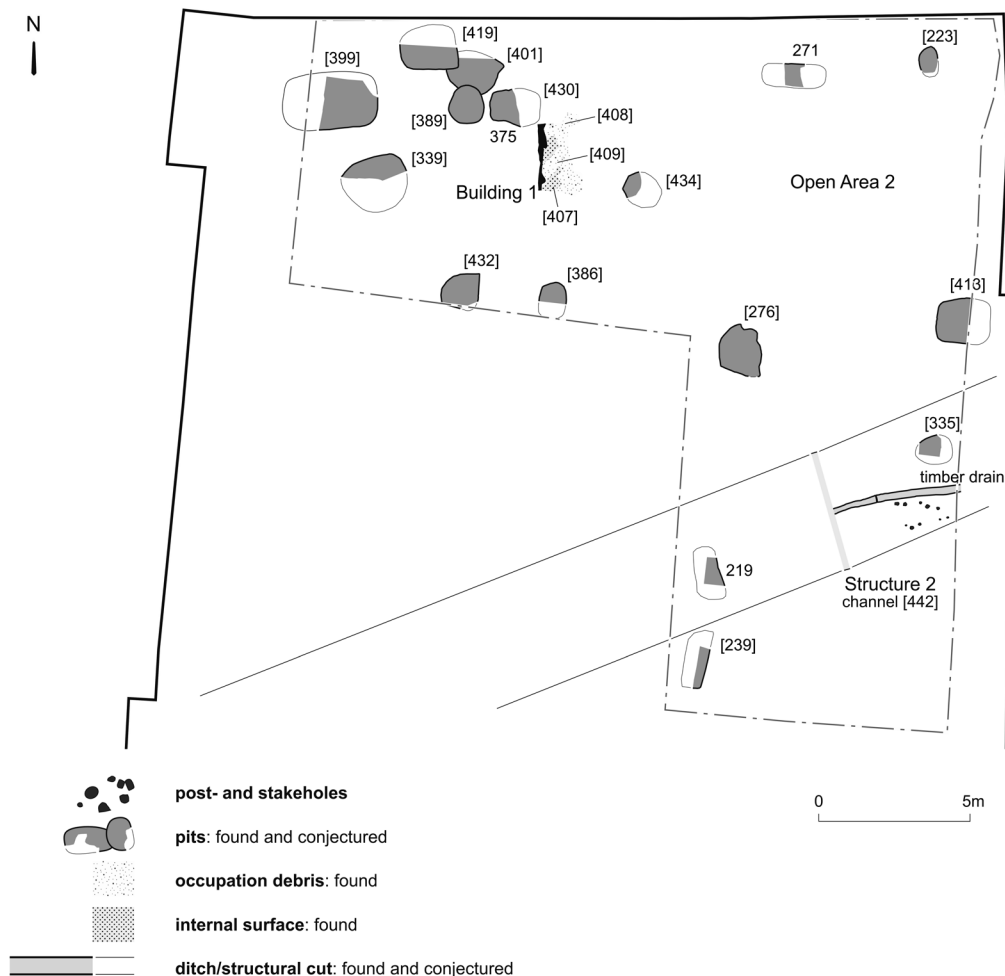 N
[419]
[401]
[399]
271
[223]
[430]
[389]
375
[408]
[409]
[339]
Building 1
[434]
Open Area 2
[407]
[432]
[386]
[413]
[276]
[335]
timber drain
219
Structure 2
channel [442]
[239]
post- and stakeholes
0 5m
pits: found and conjectured
occupation debris: found
internal surface: found
ditch/structural cut: found and conjectured